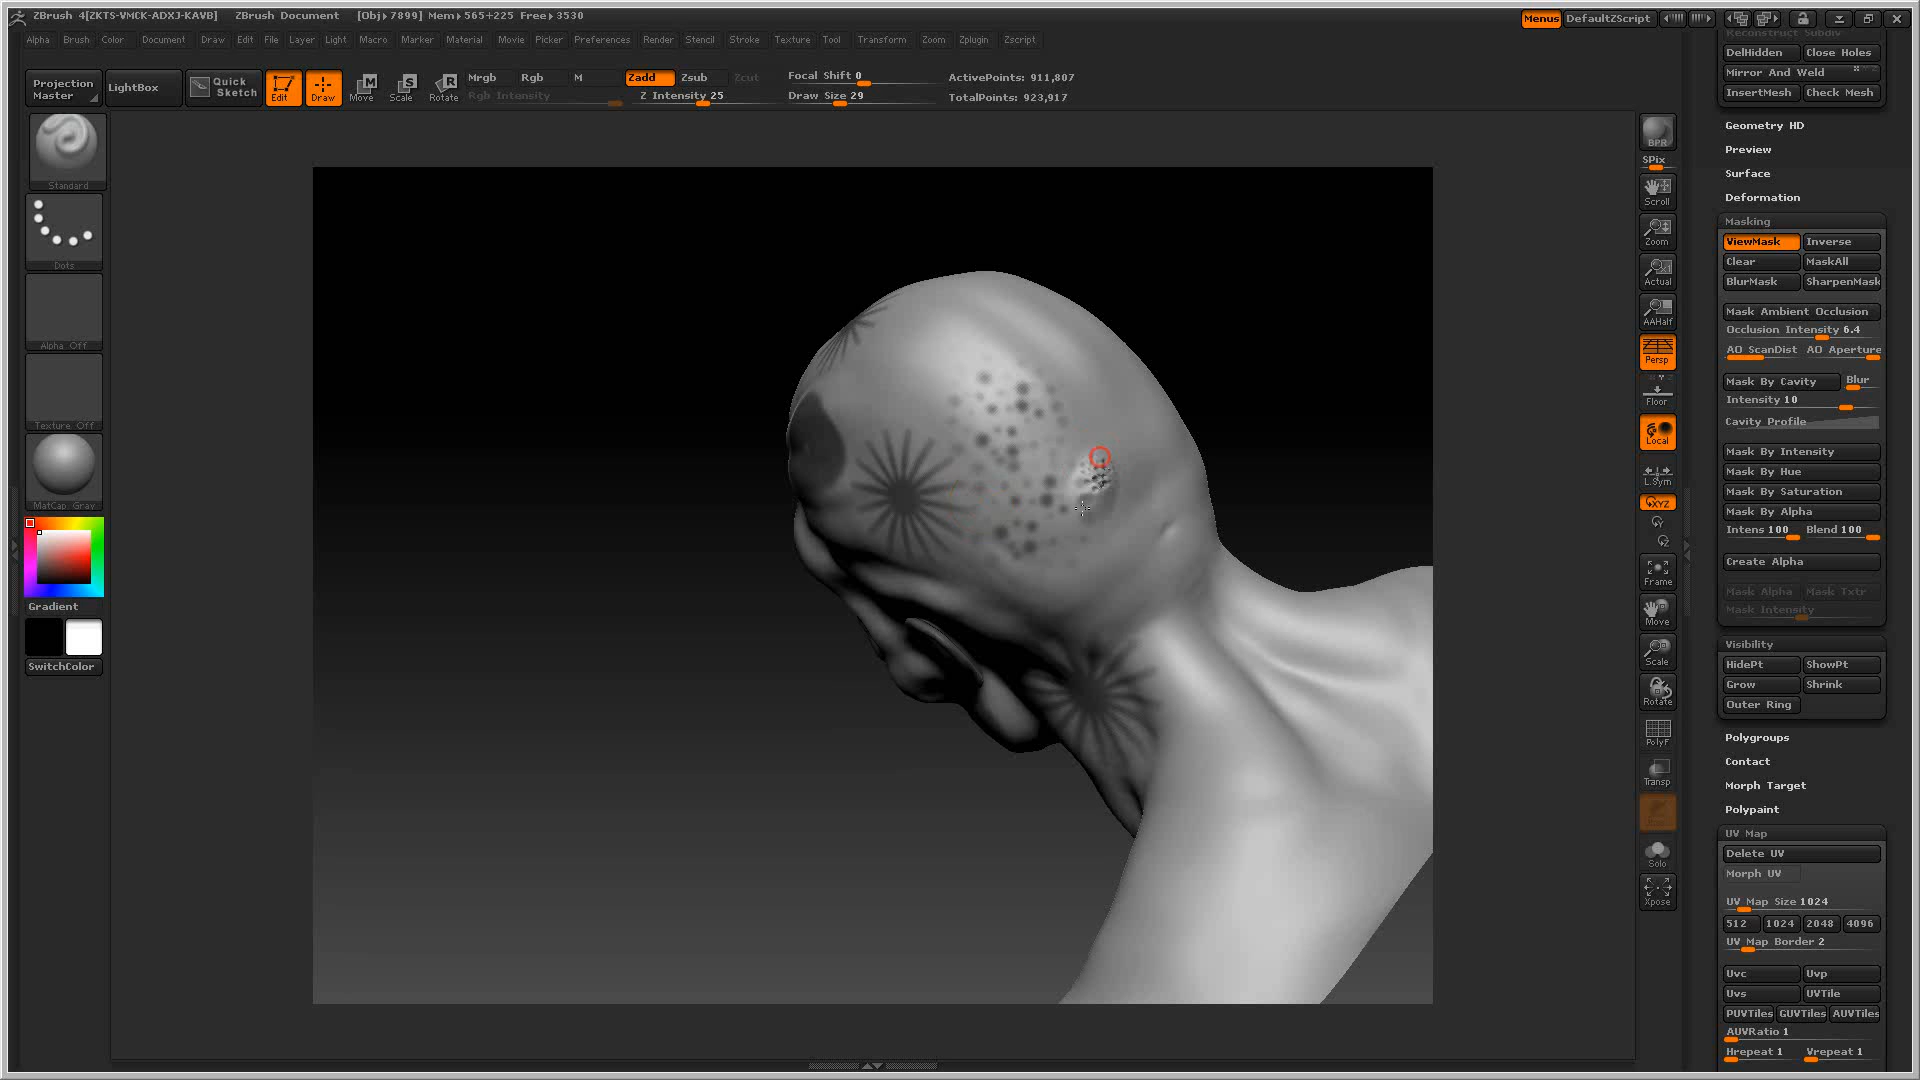 ZBrush 4[ZKTS-VMCK-ADXJ-KAVB] ZBrush Document [Obj▸7899] Mem▸565+225 Free▸3530 Menus DefaultZScript
Alpha Brush Color Document Draw Edit File Layer Light Macro Marker Material Movie Picker Preferences Render Stencil Stroke Texture Tool Transform Zoom Zplugin Zscript
Projection Master
LightBox
Quick Sketch
Edit
Draw
Move
Scale
Rotate
Mrgb Rgb M
Rgb Intensity
Zadd Zsub Zcut
Z Intensity 25
Focal Shift 0
Draw Size 29
ActivePoints: 911,807
TotalPoints: 923,917
Standard
Dots
Alpha Off
Texture Off
MatCap Gray
Gradient
SwitchColor
BPR
SPix
Scroll
Zoom
Actual
AAHalf
Persp
Floor
Local
L.Sym
XYZ
Y
Z
Frame
Move
Scale
Rotate
PolyF
Transp
Solo
Xpose
Reconstruct Subdiv
DelHidden Close Holes
Mirror And Weld
InsertMesh Check Mesh
Geometry HD
Preview
Surface
Deformation
Masking
ViewMask Inverse
Clear MaskAll
BlurMask SharpenMask
Mask Ambient Occlusion
Occlusion Intensity 6.4
AO ScanDist AO Aperture
Mask By Cavity Blur
Intensity 10
Cavity Profile
Mask By Intensity
Mask By Hue
Mask By Saturation
Mask By Alpha
Intens 100 Blend 100
Create Alpha
Mask Alpha Mask Txtr
Mask Intensity
Visibility
HidePt ShowPt
Grow Shrink
Outer Ring
Polygroups
Contact
Morph Target
Polypaint
UV Map
Delete UV
Morph UV
UV Map Size 1024
512 1024 2048 4096
UV Map Border 2
Uvc Uvp
Uvs UVTile
PUVTiles GUVTiles AUVTiles
AUVRatio 1
Hrepeat 1 Vrepeat 1